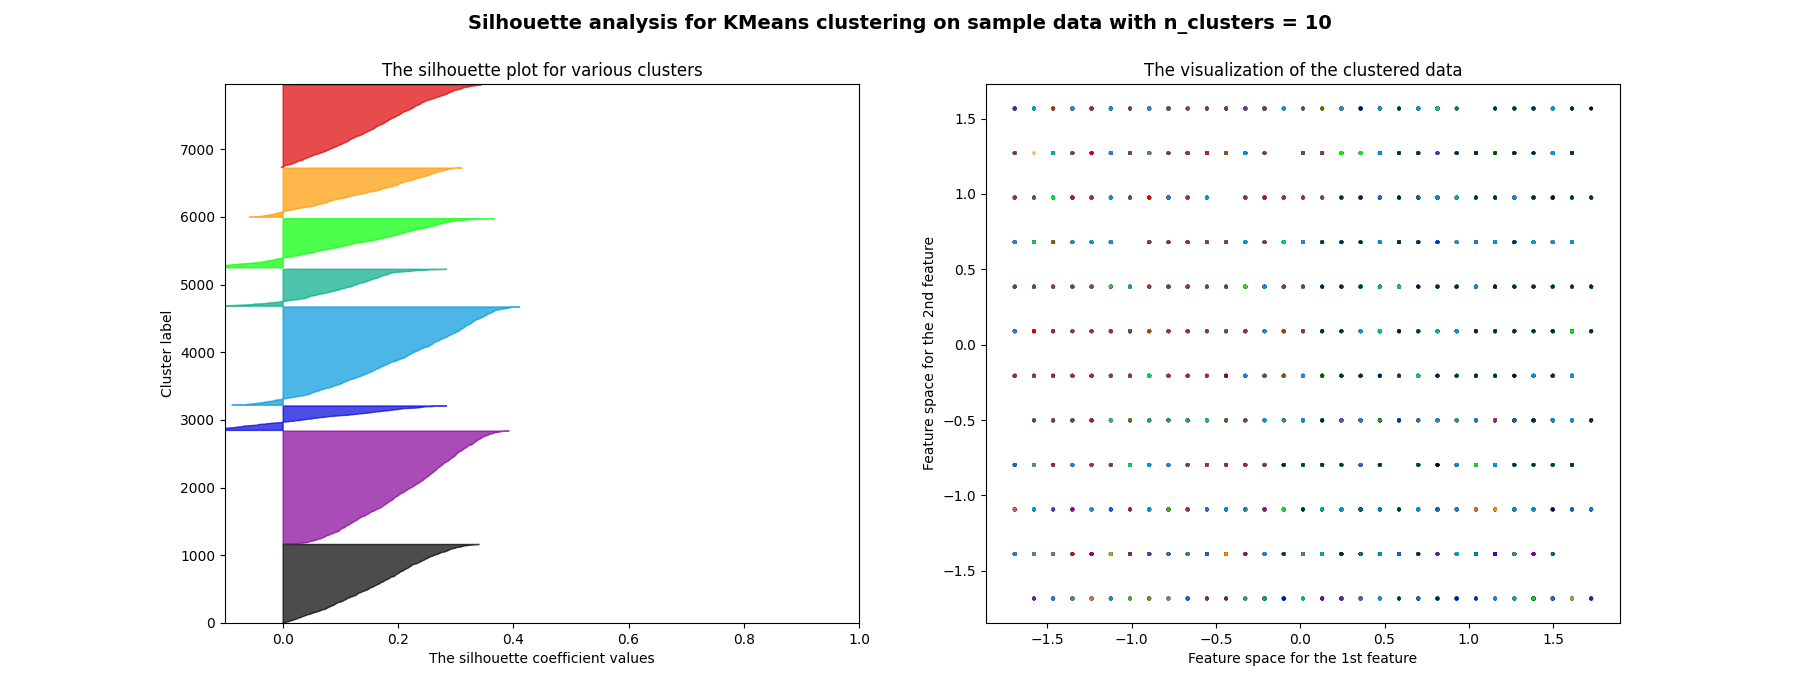 Silhouette analysis for KMeans clustering on sample data with n_clusters = 10
The silhouette plot for various clusters
Cluster label
7000
6000
5000
4000
3000
2000
1000
0
0.0 0.2 0.4 0.6 0.8 1.0
The silhouette coefficient values
The visualization of the clustered data
Feature space for the 2nd feature
1.5
1.0
0.5
0.0
−0.5
−1.0
−1.5
−1.5 −1.0 −0.5 0.0 0.5 1.0 1.5
Feature space for the 1st feature